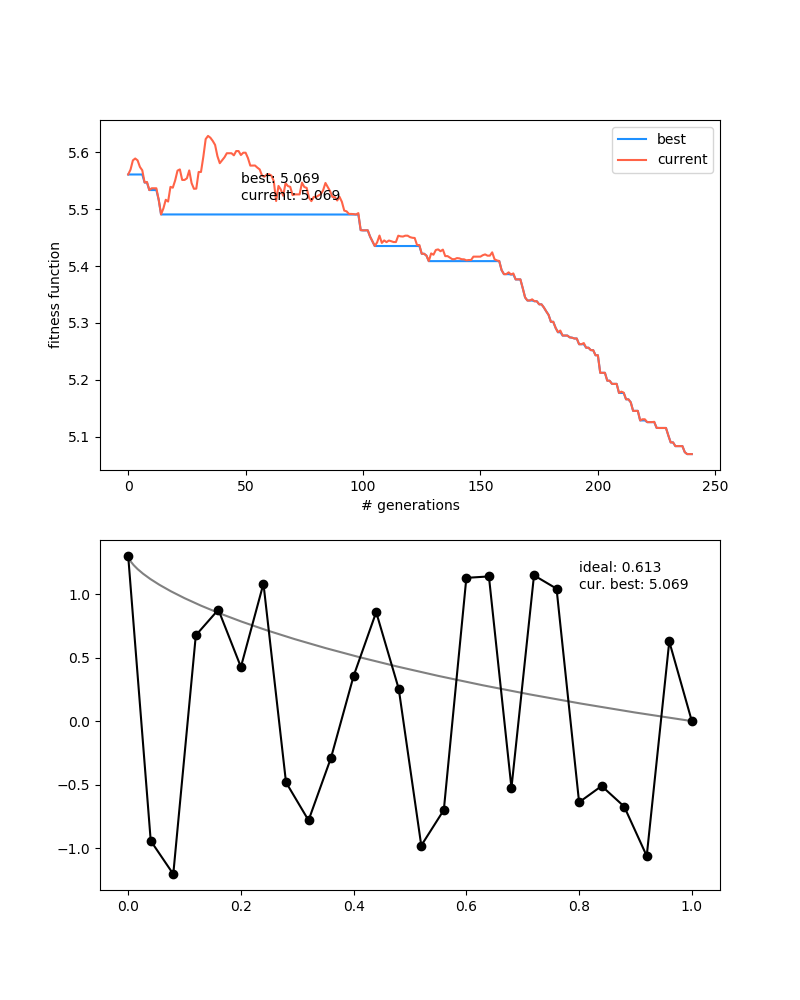 5.6
5.5
5.4
5.3
5.2
5.1
fitness function
best
current
best: 5.069
current: 5.069
0
50
100
150
200
250
# generations
1.0
0.5
0.0
−0.5
−1.0
ideal: 0.613
cur. best: 5.069
0.0
0.2
0.4
0.6
0.8
1.0